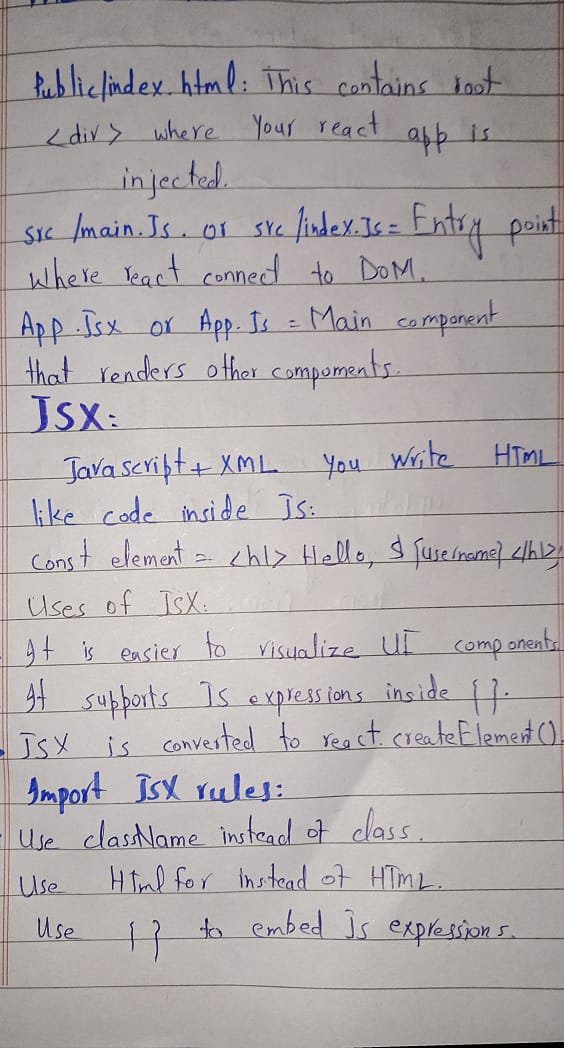 Public/index.html: This contains root
<div> where your react app is
injected.
src /main.Js. or src /index.Js = Entry point
Where react connect to DOM.
App.Jsx or App.Js = Main component
that renders other compoments.
JSX:
Javascript + XML you write HTML
like code inside Js:
Const element = <h1> Hello, $ {username} </h1>;
Uses of JSX:
It is easier to visualize UI components.
It supports Js expressions inside { }.
JSX is converted to react.createElement()
Import JSX rules:
Use className instead of class.
Use Html for instead of HTML.
Use { } to embed js expressions.